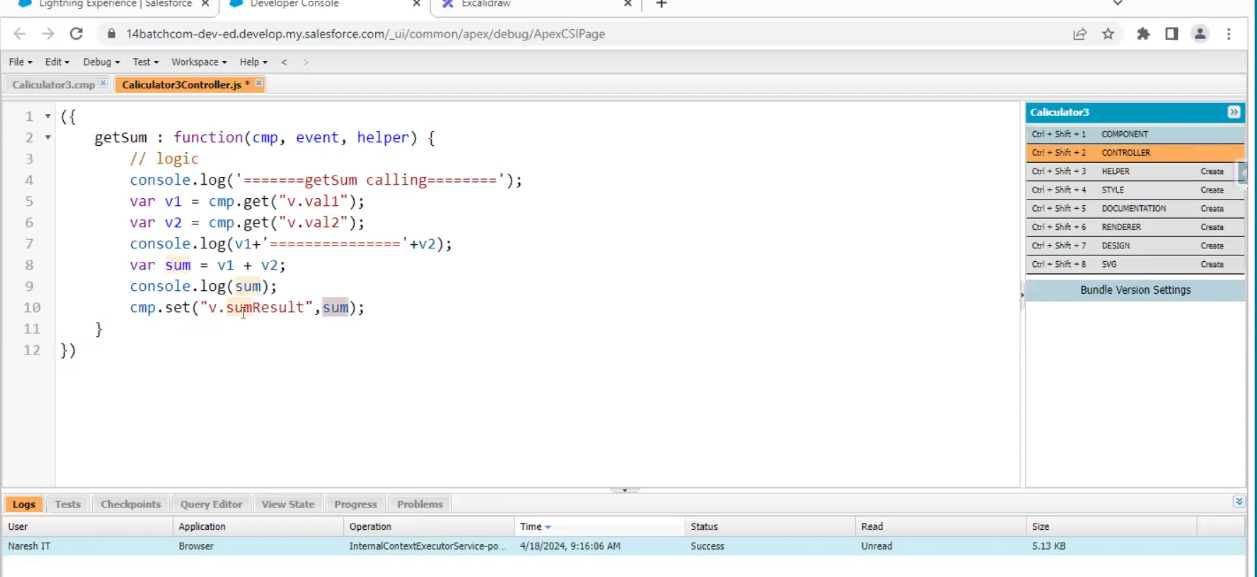 Lightning Experience | Salesforce
Developer Console
Excalidraw
14batchcom-dev-ed.develop.my.salesforce.com/_ui/common/apex/debug/ApexCSIPage
File Edit Debug Test Workspace Help < >
Caliculator3.cmp Caliculator3Controller.js *
1 ({
2 getSum : function(cmp, event, helper) {
3 // logic
4 console.log('=======getSum calling========');
5 var v1 = cmp.get("v.val1");
6 var v2 = cmp.get("v.val2");
7 console.log(v1+'==============='+v2);
8 var sum = v1 + v2;
9 console.log(sum);
10 cmp.set("v.sumResult",sum);
11 }
12 })
Caliculator3
Ctrl + Shift + 1 COMPONENT
Ctrl + Shift + 2 CONTROLLER
Ctrl + Shift + 3 HELPER Create
Ctrl + Shift + 4 STYLE Create
Ctrl + Shift + 5 DOCUMENTATION Create
Ctrl + Shift + 6 RENDERER Create
Ctrl + Shift + 7 DESIGN Create
Ctrl + Shift + 8 SVG Create
Bundle Version Settings
Logs Tests Checkpoints Query Editor View State Progress Problems
User Application Operation Time Status Read Size
Naresh IT Browser InternalContextExecutorService-po... 4/18/2024, 9:16:06 AM Success Unread 5.13 KB